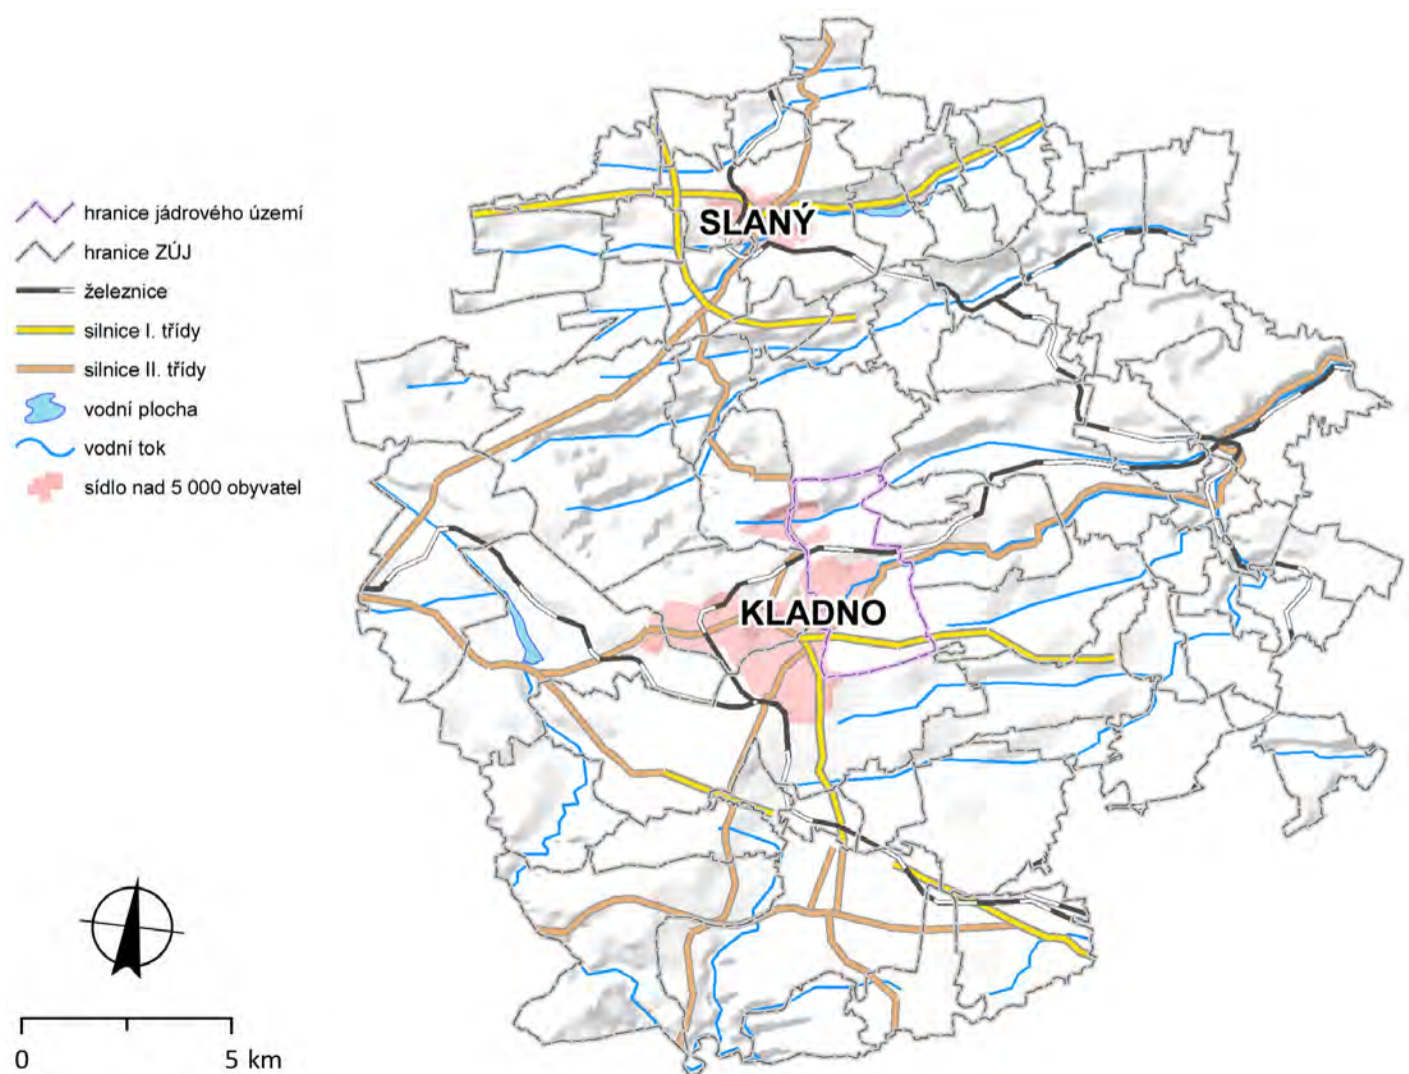 SLANÝ
hranice jádrového území
hranice ZÚJ
železnice
silnice I. třídy
silnice II. třídy
vodní plocha
vodní tok
sídlo nad 5 000 obyvatel
KLADNO
0 5 km